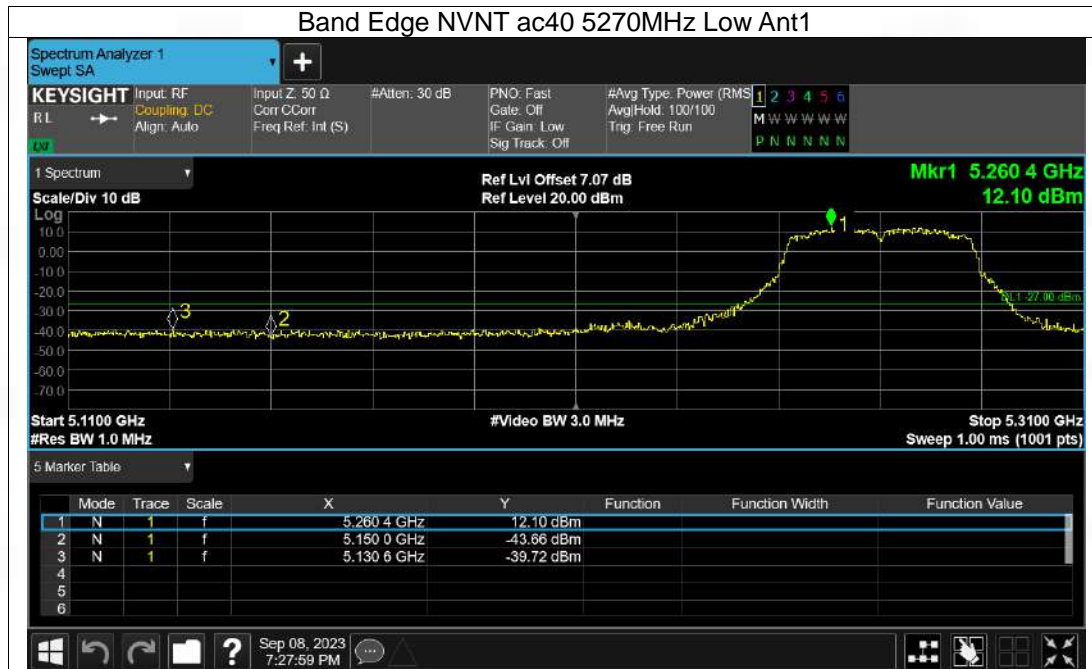 Band Edge NVNT ac40 5270MHz Low Ant1
Spectrum Analyzer 1
Swept SA
+
KEYSIGHT Input: RF Input Z: 50 Ω #Atten: 30 dB PNO: Fast #Avg Type: Power (RMS 1 2 3 4 5 6
RL Coupling: DC Corr CCorr Gate: Off Avg|Hold: 100/100 M W W W W W
Align: Auto Freq Ref: Int (S) IF Gain: Low Trig: Free Run
LXI Sig Track: Off P N N N N N
1 Spectrum Ref Lvl Offset 7.07 dB Mkr1 5.260 4 GHz
Scale/Div 10 dB Ref Level 20.00 dBm 12.10 dBm
Log
10.0
1
0.00
-10.0
-20.0
DL1 -27.00 dBm
-30.0
3
2
-40.0
-50.0
-60.0
-70.0
Start 5.1100 GHz #Video BW 3.0 MHz Stop 5.3100 GHz
#Res BW 1.0 MHz Sweep 1.00 ms (1001 pts)
5 Marker Table
Mode Trace Scale X Y Function Function Width Function Value
1 N 1 f 5.260 4 GHz 12.10 dBm
2 N 1 f 5.150 0 GHz -43.66 dBm
3 N 1 f 5.130 6 GHz -39.72 dBm
4
5
6
? Sep 08, 2023
7:27:59 PM